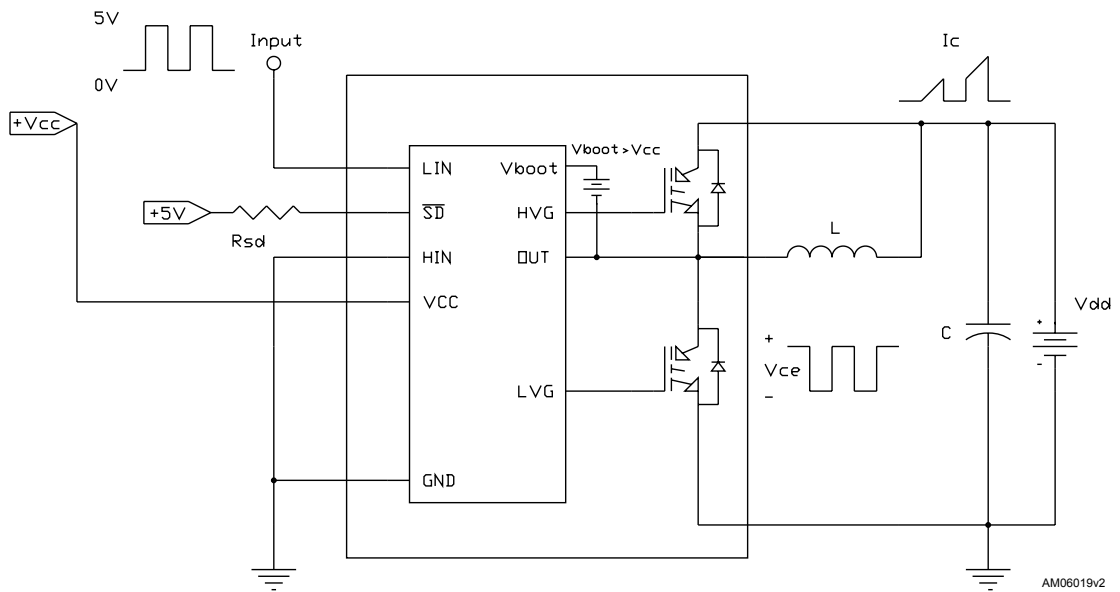 5V
Input
0V
Ic
+Vcc
Vboot>Vcc
LIN
Vboot
+5V
SD
HVG
Rsd
L
HIN
OUT
VCC
Vdd
+
+
C
Vce
-
-
LVG
GND
AM06019v2